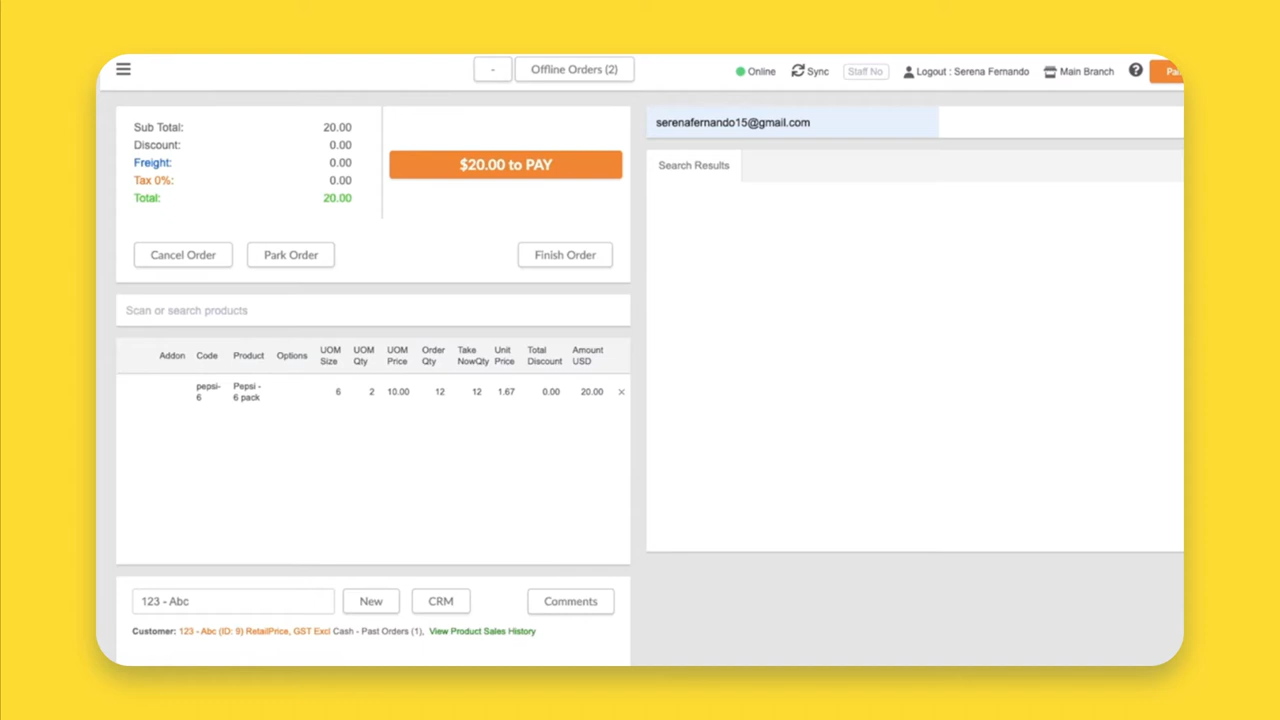 - Offline Orders (2) Online Sync Staff No Logout : Serena Fernando Main Branch ?
Sub Total: 20.00
Discount: 0.00
Freight: 0.00
Tax 0%: 0.00
Total: 20.00
$20.00 to PAY
Cancel Order Park Order Finish Order
serenafernando15@gmail.com
Search Results
Scan or search products
Addon Code Product Options UOM Size UOM Qty UOM Price Order Qty Take NowQty Unit Price Total Discount Amount USD
pepsi-6 Pepsi - 6 pack 6 2 10.00 12 12 1.67 0.00 20.00 ×
123 - Abc New CRM Comments
Customer: 123 - Abc (ID: 9) RetailPrice, GST Excl Cash - Past Orders (1), View Product Sales History